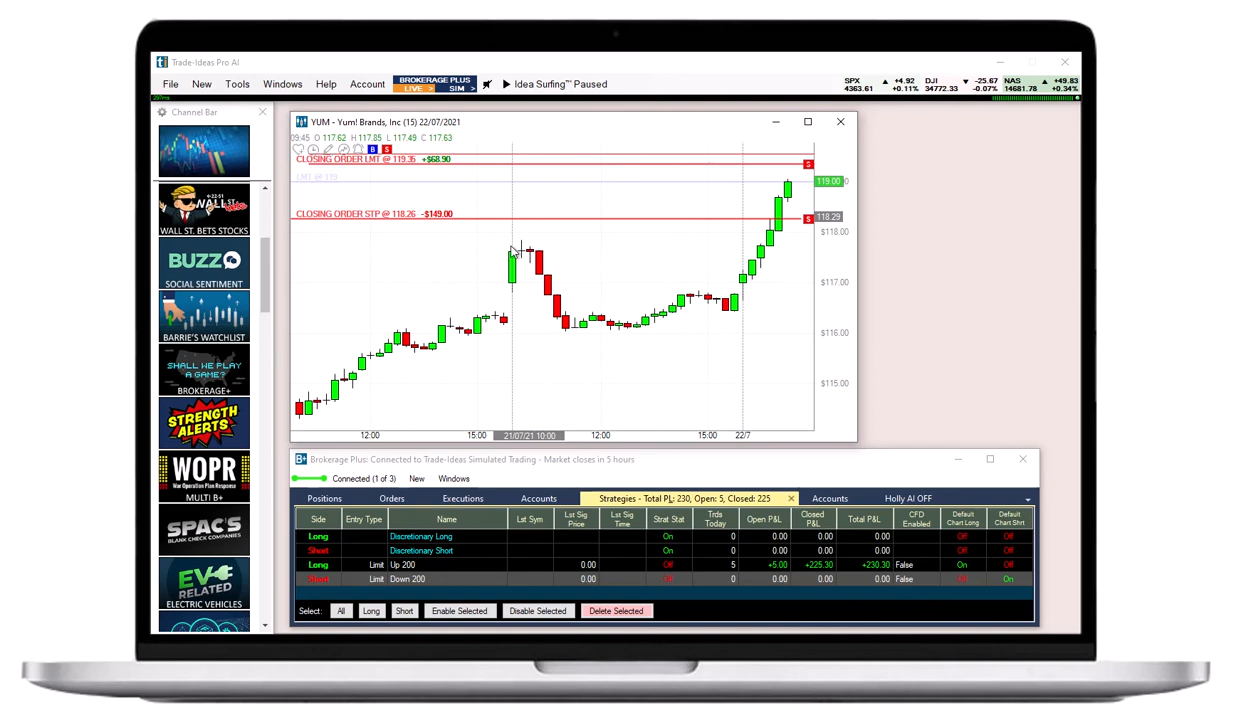 Trade-Ideas Pro AI
File New Tools Windows Help Account BROKERAGE PLUS LIVE > SIM > Idea Surfing™ Paused
SPX +4.92 DJI -25.67 NAS +49.83
4363.61 +0.11% 34772.33 -0.07% 14681.78 +0.34%
Channel Bar
WALL ST. BETS STOCKS
BUZZ
SOCIAL SENTIMENT
BARRIE'S WATCHLIST
SHALL WE PLAY
A GAME?
BROKERAGE+
STRENGTH
ALERTS
WOPR
War Operation Plan Response
MULTI B+
SPAC'S
BLANK CHECK COMPANIES
EV
RELATED
ELECTRIC VEHICLES
YUM - Yum! Brands, Inc (15) 22/07/2021
09:45 O 117.62 H 117.85 L 117.49 C 117.63
B S
CLOSING ORDER LMT @ 119.35 +$68.90 S
LMT @ 119 119.00
CLOSING ORDER STP @ 118.26 -$149.00 S 118.29
$118.00
$117.00
$116.00
$115.00
12:00 15:00 21/07/21 10:00 12:00 15:00 22/7
B+ Brokerage Plus: Connected to Trade-Ideas Simulated Trading - Market closes in 5 hours
Connected (1 of 3) New Windows
Positions Orders Executions Accounts Strategies - Total PL: 230, Open: 5, Closed: 225 × Accounts Holly AI OFF
Side Entry Type Name Lst Sym Lst Sig Price Lst Sig Time Strat Stat Trds Today Open P&L Closed P&L Total P&L CFD Enabled Default Chart Long Default Chart Shrt
Long Discretionary Long On 0 0.00 0.00 0.00 Off Off
Short Discretionary Short On 0 0.00 0.00 0.00 Off Off
Long Limit Up 200 0.00 Off 5 +5.00 +225.30 +230.30 False On Off
Short Limit Down 200 0.00 Off 0 0.00 0.00 0.00 False Off On
Select: All Long Short Enable Selected Disable Selected Delete Selected